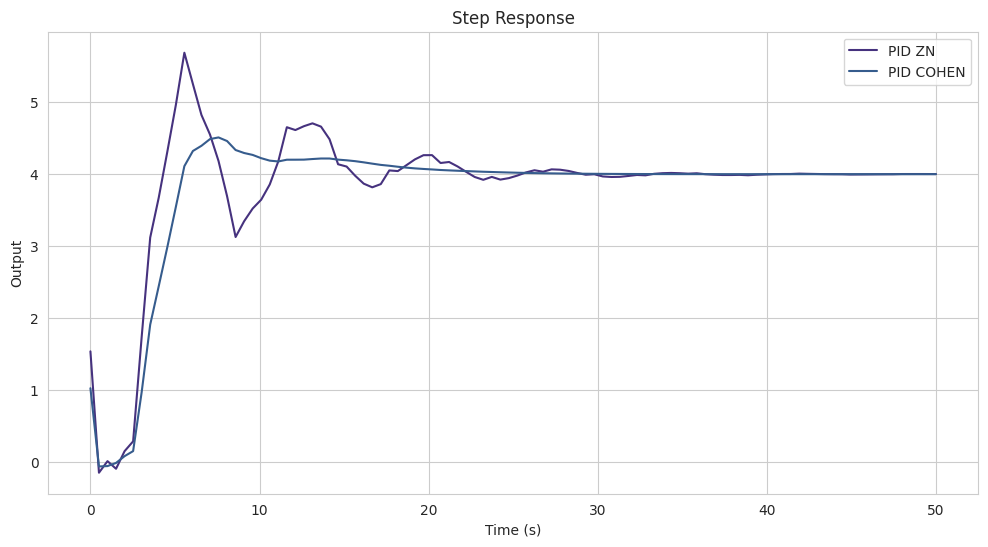 Step Response
PID ZN
PID COHEN
Output
5
4
3
2
1
0
0 10 20 30 40 50
Time (s)